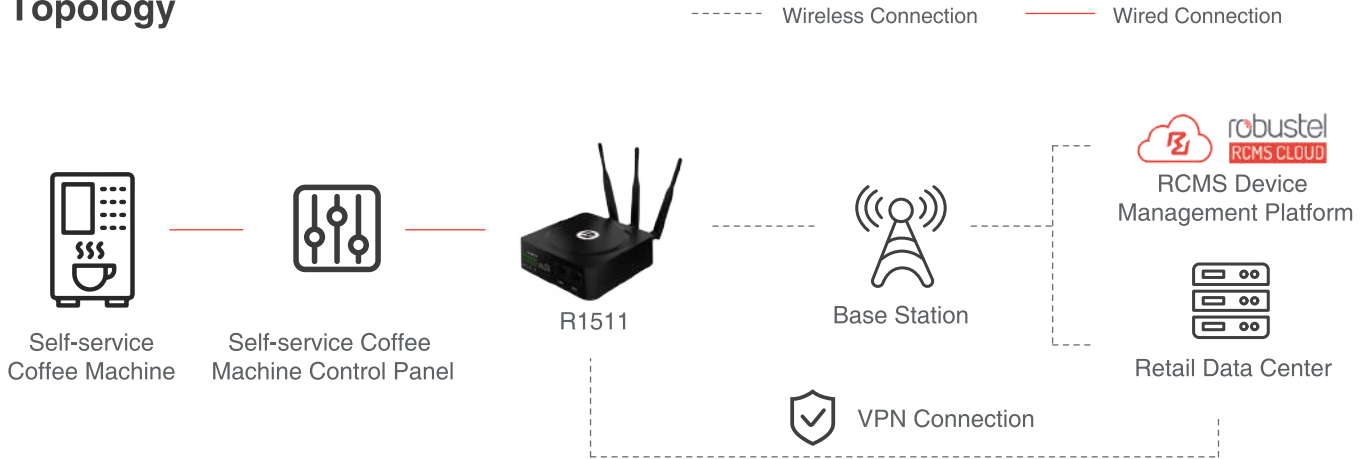 Topology
Wireless Connection
Wired Connection
robustel
RCMS CLOUD
RCMS Device
Management Platform
R1511
Base Station
Self-service
Coffee Machine
Self-service Coffee
Machine Control Panel
Retail Data Center
VPN Connection